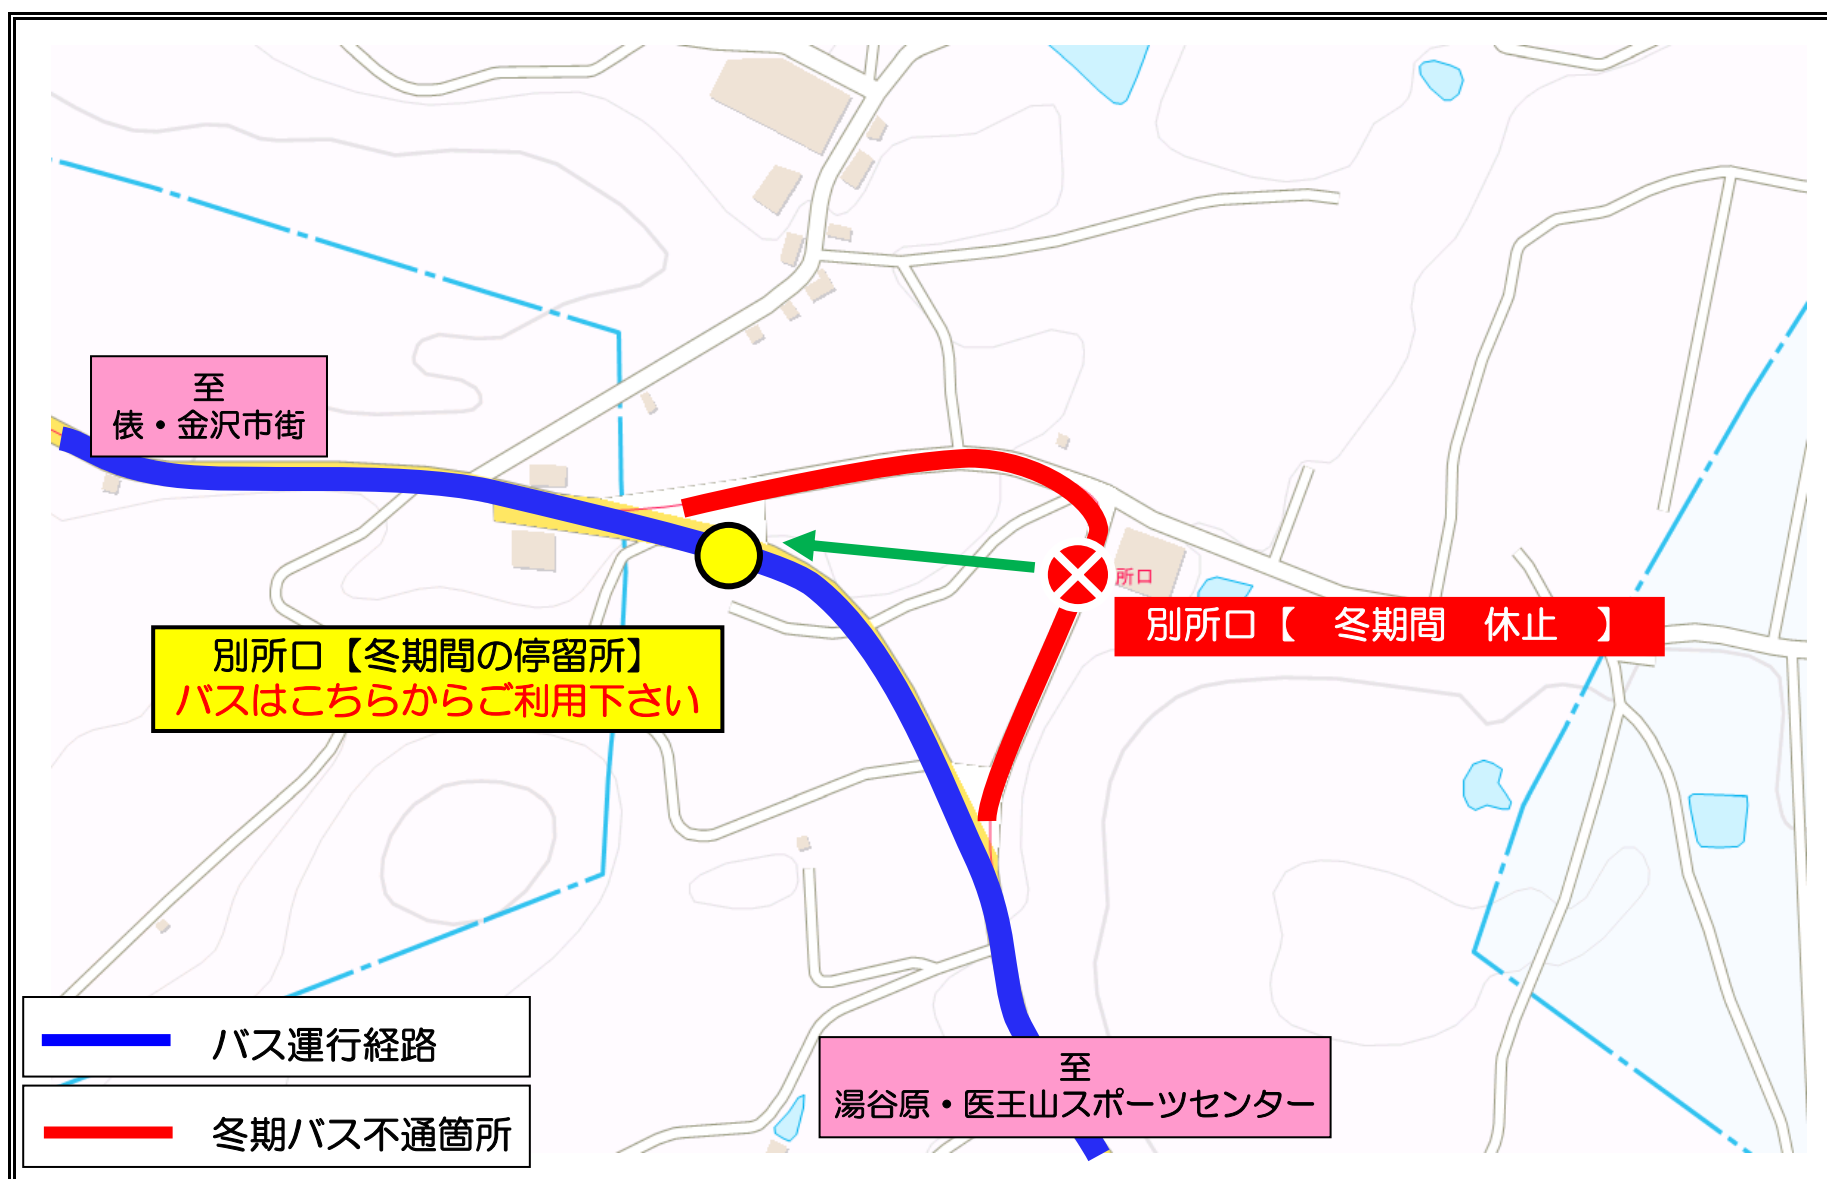 至
俵・金沢市街
所口
別所口【　冬期間　休止　】
別所口【冬期間の停留所】
バスはこちらからご利用下さい
バス運行経路
冬期バス不通箇所
至
湯谷原・医王山スポーツセンター